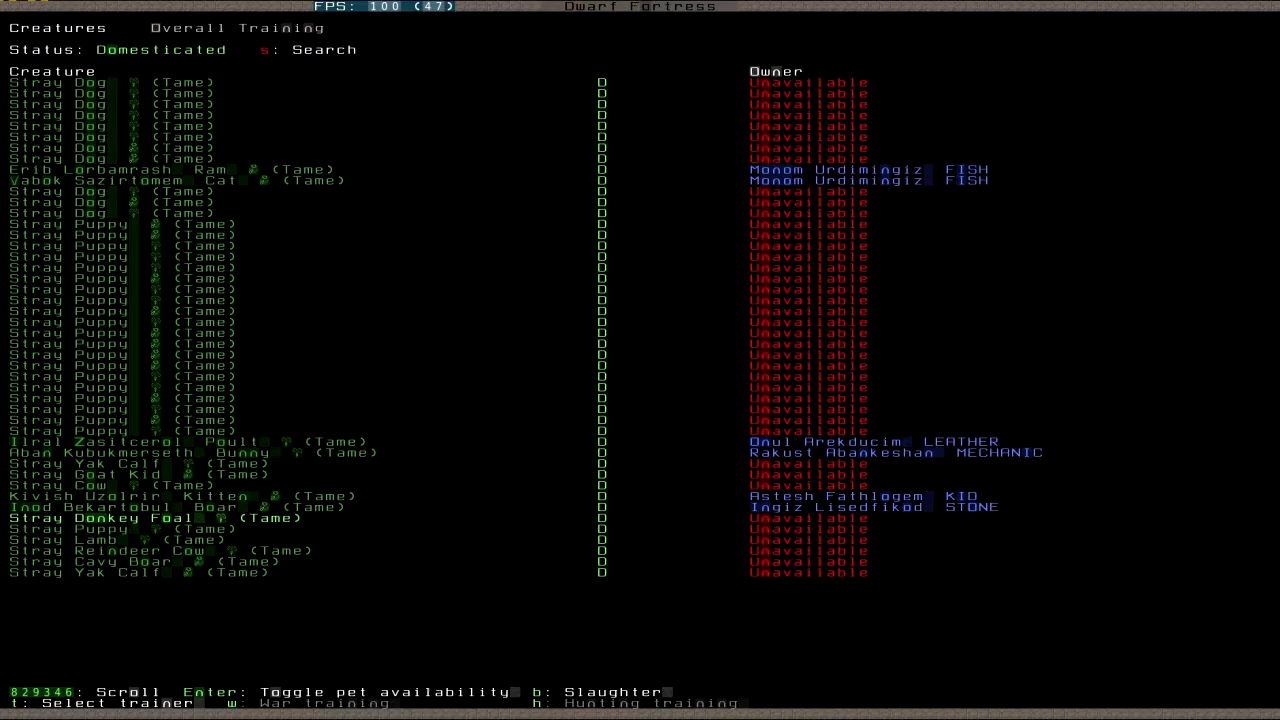 FPS: 100 (47) Dwarf Fortress
Creatures Overall Training
Status: Domesticated s: Search
Creature Owner
Stray Dog ♀ (Tame) D Unavailable
Stray Dog ♀ (Tame) D Unavailable
Stray Dog ♀ (Tame) D Unavailable
Stray Dog ♀ (Tame) D Unavailable
Stray Dog ♀ (Tame) D Unavailable
Stray Dog ♂ (Tame) D Unavailable
Stray Dog ♂ (Tame) D Unavailable
Stray Dog ♂ (Tame) D Unavailable
Erib Lorbamrash Ram ♂ (Tame) D Monom Urdimingiz FISH
Vabok Sazirtomem Cat ♂ (Tame) D Monom Urdimingiz FISH
Stray Dog ♀ (Tame) D Unavailable
Stray Dog ♂ (Tame) D Unavailable
Stray Dog ♀ (Tame) D Unavailable
Stray Puppy ♂ (Tame) D Unavailable
Stray Puppy ♂ (Tame) D Unavailable
Stray Puppy ♀ (Tame) D Unavailable
Stray Puppy ♀ (Tame) D Unavailable
Stray Puppy ♂ (Tame) D Unavailable
Stray Puppy ♂ (Tame) D Unavailable
Stray Puppy ♀ (Tame) D Unavailable
Stray Puppy ♀ (Tame) D Unavailable
Stray Puppy ♂ (Tame) D Unavailable
Stray Puppy ♀ (Tame) D Unavailable
Stray Puppy ♂ (Tame) D Unavailable
Stray Puppy ♂ (Tame) D Unavailable
Stray Puppy ♂ (Tame) D Unavailable
Stray Puppy ♂ (Tame) D Unavailable
Stray Puppy ♀ (Tame) D Unavailable
Stray Puppy ♀ (Tame) D Unavailable
Stray Puppy ♂ (Tame) D Unavailable
Stray Puppy ♀ (Tame) D Unavailable
Stray Puppy ♂ (Tame) D Unavailable
Stray Puppy ♀ (Tame) D Unavailable
Ilral Zasitcerol Poult ♀ (Tame) D Onul Arekducim LEATHER
Aban Kubukmerseth Bunny ♀ (Tame) D Rakust Abankeshan MECHANIC
Stray Yak Calf ♀ (Tame) D Unavailable
Stray Goat Kid ♂ (Tame) D Unavailable
Stray Cow ♀ (Tame) D Unavailable
Kivish Uzolrir Kitten ♂ (Tame) D Astesh Fathlogem KID
Inod Bekartobul Boar ♂ (Tame) D Ingiz Lisedfikod STONE
Stray Donkey Foal ♀ (Tame) D Unavailable
Stray Puppy ♀ (Tame) D Unavailable
Stray Lamb ♀ (Tame) D Unavailable
Stray Reindeer Cow ♀ (Tame) D Unavailable
Stray Cavy Boar ♂ (Tame) D Unavailable
Stray Yak Calf ♂ (Tame) D Unavailable
829346: Scroll Enter: Toggle pet availability b: Slaughter
t: Select trainer w: War training h: Hunting training